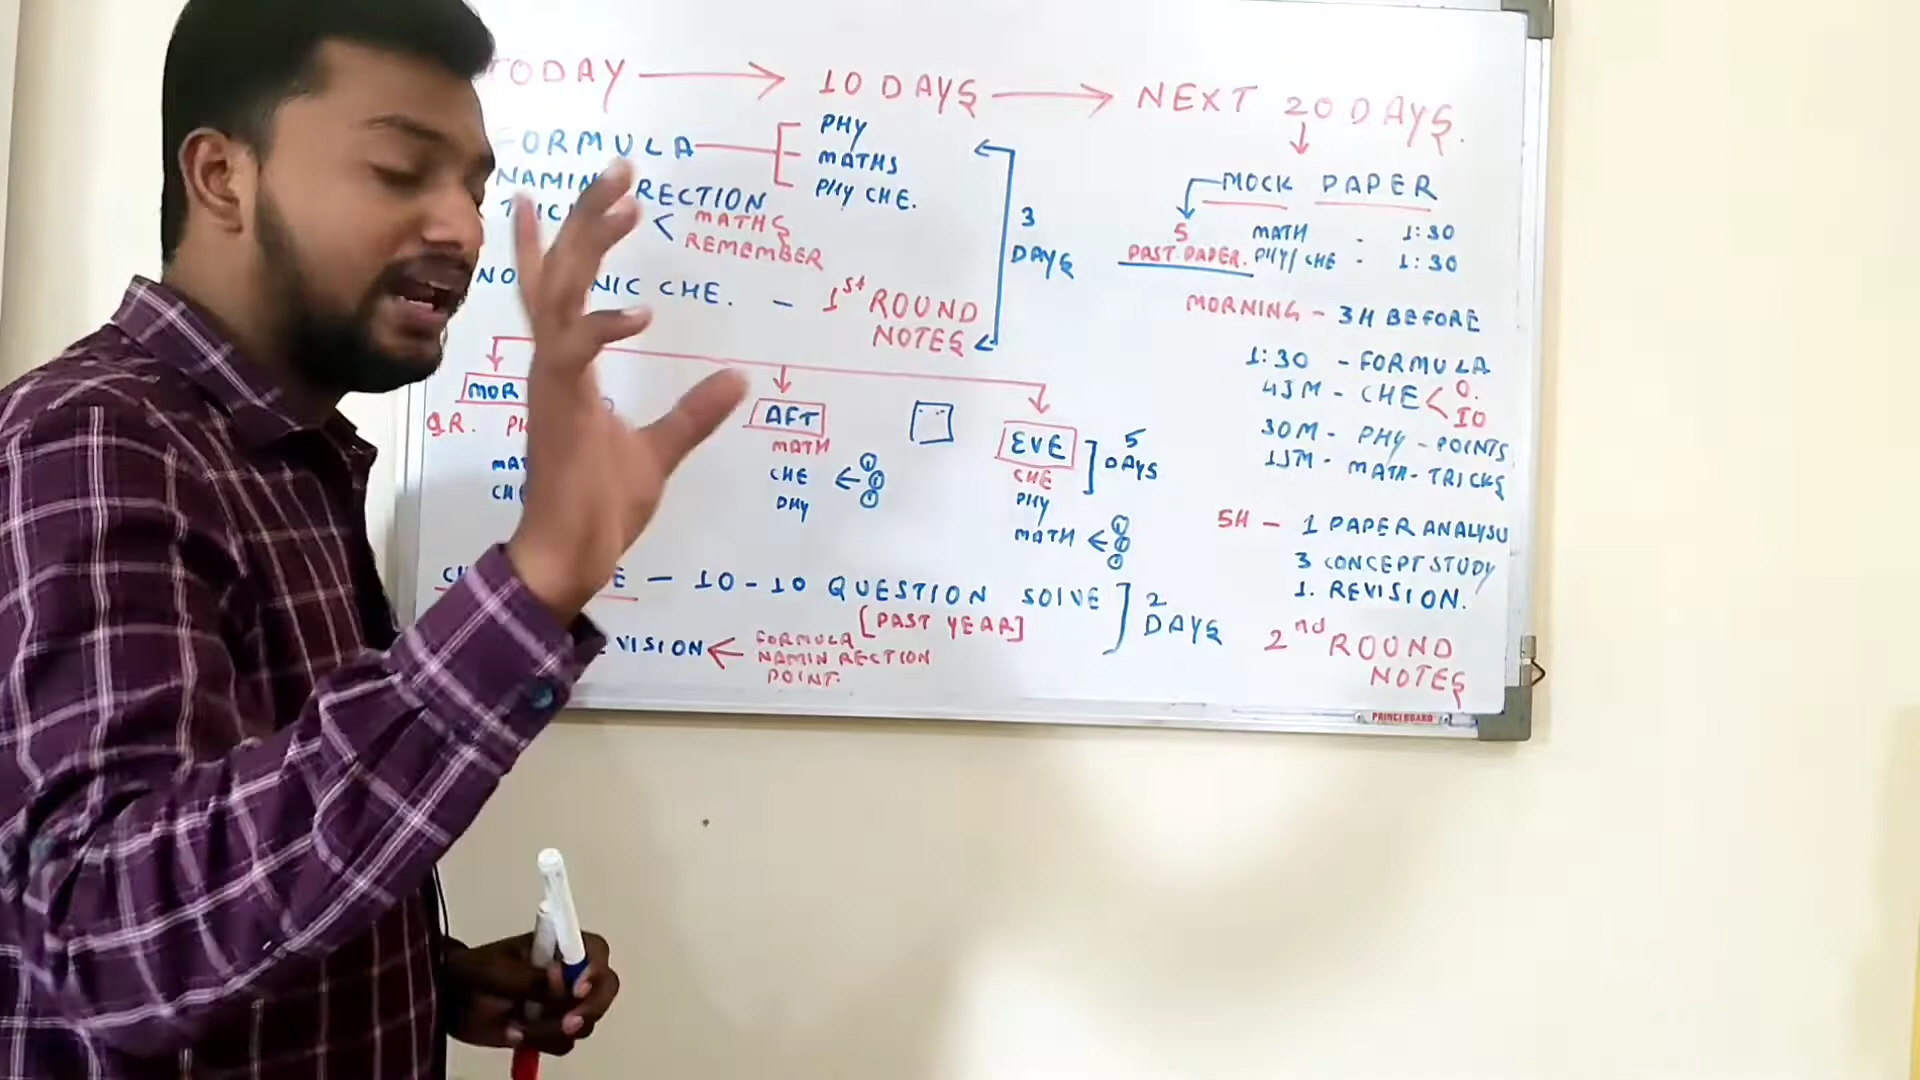 TODAY → 10 DAYS → NEXT 20 DAYS.
FORMULA
PHY
MATHS
PHY CHE.
NAMIN RECTION
MATHS
REMEMBER
NIC CHE. - 1st ROUND
NOTES
3
DAYS
MOR
MAT
AFT
MATH
CHE
PHY
EVE
CHE
PHY
MATH
5
DAYS
E - 10-10 QUESTION SOLVE
[PAST YEAR]
2
DAYS
VISION ← FORMULA
NAMIN RECTION
POINT.
MOCK PAPER
5
PAST PAPER.
MATH - 1:30
PHY/CHE - 1:30
MORNING - 3H BEFORE
1:30 - FORMULA
45M - CHE < O.
IO
30M - PHY - POINTS
15M - MATH - TRICKS
5H - 1 PAPER ANALYSIS
3 CONCEPT STUDY
1. REVISION.
2nd ROUND
NOTES
PRINCI BOARD